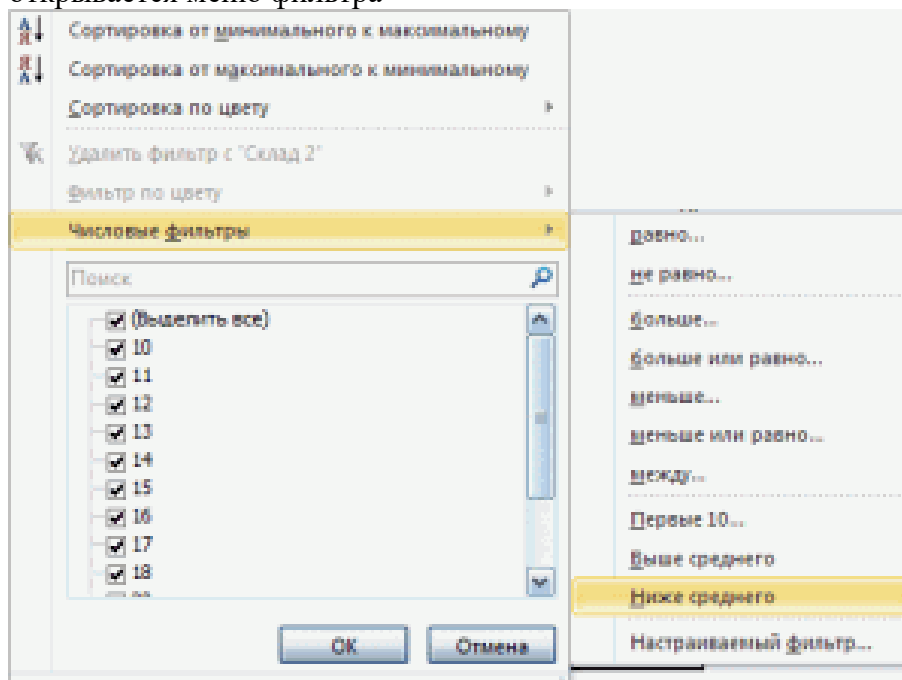 открывается меню фильтра
Сортировка от минимального к максимальному
Сортировка от максимального к минимальному
Сортировка по цвету
Удалить фильтр с "Склад 2"
Фильтр по цвету
Числовые фильтры
Поиск
(Выделить все)
10
11
12
13
14
15
16
17
18
ОК
Отмена
равно...
не равно...
больше...
больше или равно...
меньше...
меньше или равно...
между...
Первые 10...
Выше среднего
Ниже среднего
Настраиваемый фильтр...